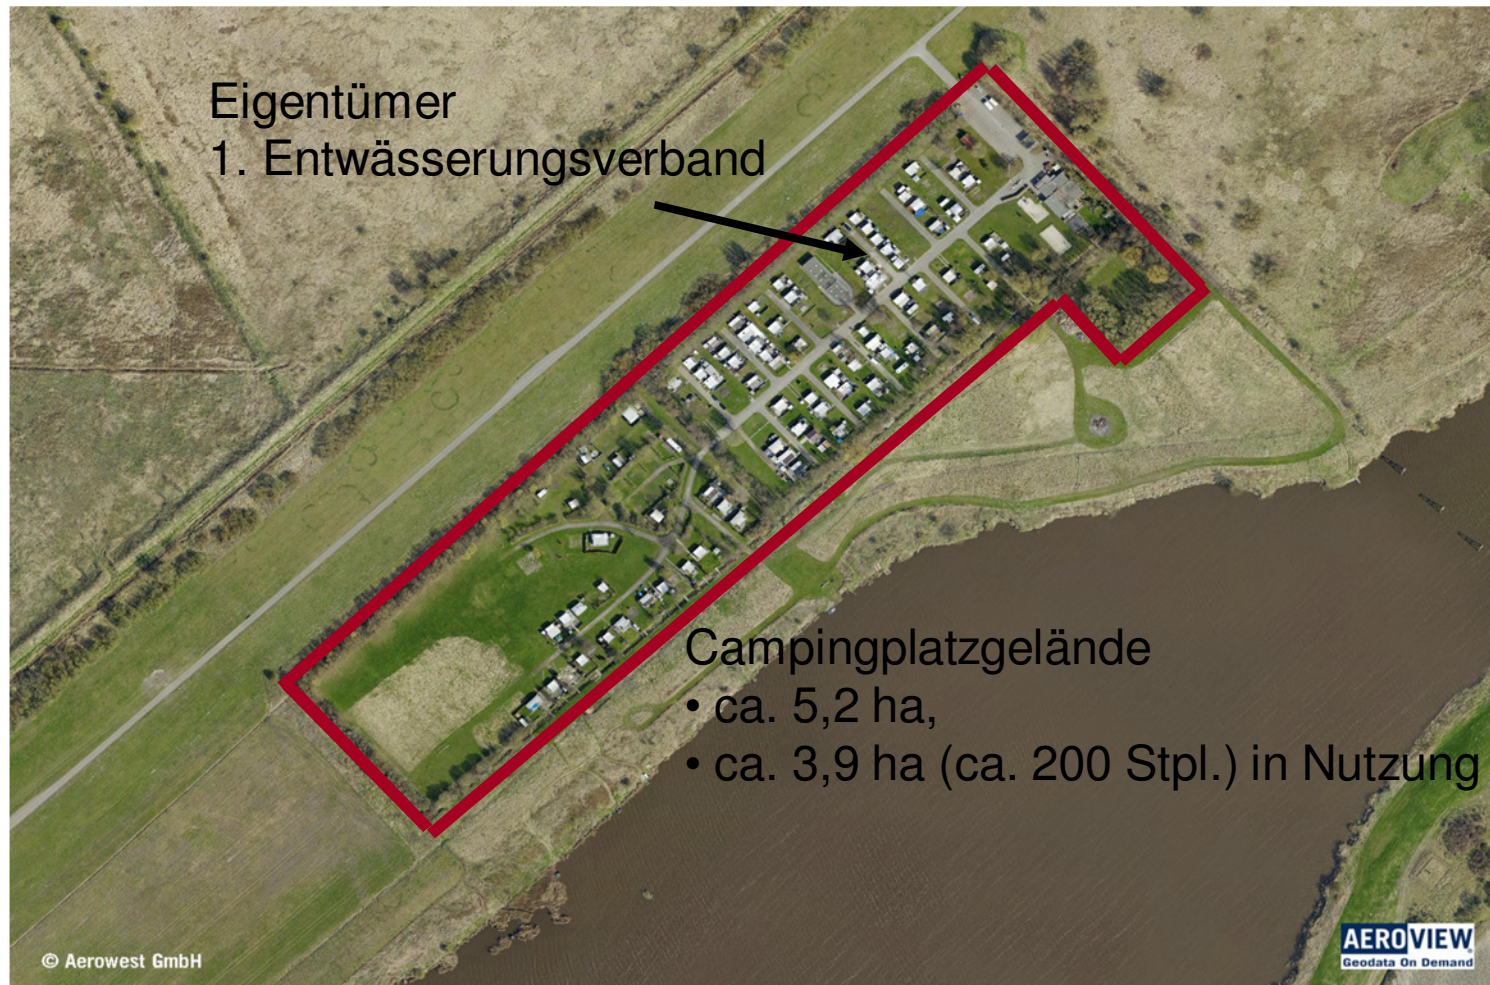 Eigentümer
1. Entwässerungsverband
Campingplatzgelände
• ca. 5,2 ha,
• ca. 3,9 ha (ca. 200 Stpl.) in Nutzung
© Aerowest GmbH
AEROVIEW
Geodata On Demand